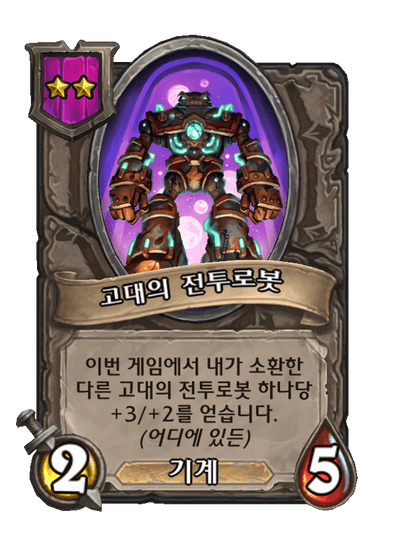 고대의 전투로봇
이번 게임에서 내가 소환한
다른 고대의 전투로봇 하나당
+3/+2를 얻습니다.
(어디에 있든)
2
기계
5